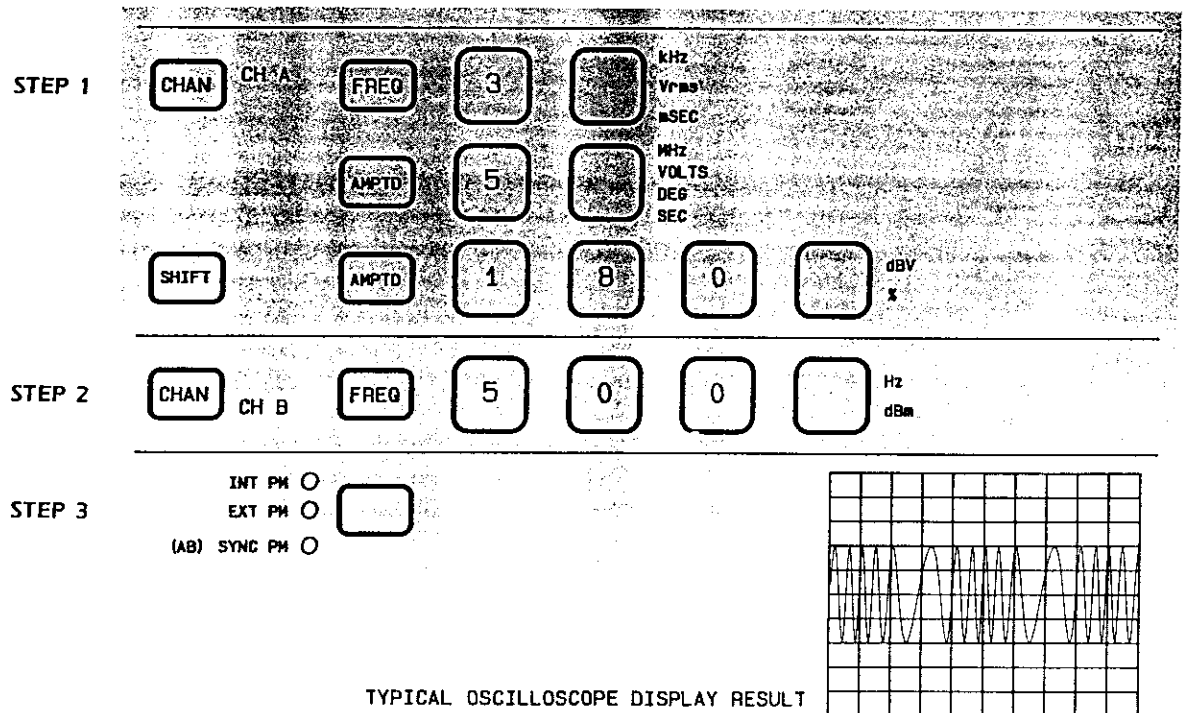 STEP 1 CHAN CH A FREQ 3 kHz
Vrms
mSEC
AMPTD 5 MHz
VOLTS
DEG
SEC
SHIFT AMPTD 1 8 0 dBV
%
STEP 2 CHAN CH B FREQ 5 0 0 Hz
dBm
STEP 3 INT PM
EXT PM
(AB) SYNC PM
TYPICAL OSCILLOSCOPE DISPLAY RESULT